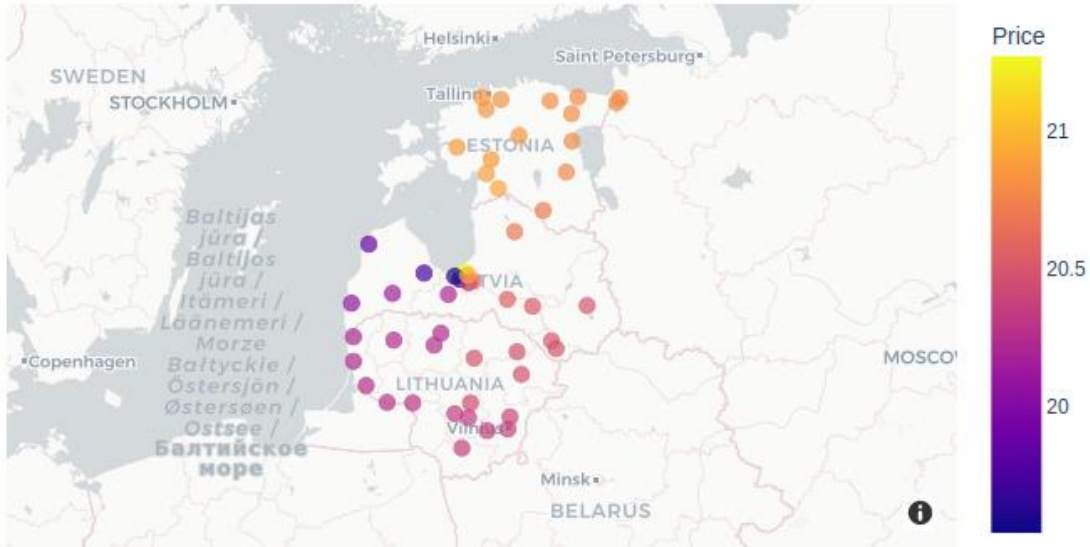 Price
Helsinki
Saint Petersburg
SWEDEN
STOCKHOLM
Tallinn
21
ESTONIA
Baltijas
jūra /
Baltijos
jūra /
Itämeri /
Läänemeri /
Morze
Bałtyckie /
Östersjön /
Østersøen /
Ostsee /
Балтийское
море
20.5
TVIA
Copenhagen
MOSCOV
LITHUANIA
20
Vilnius
Minsk
BELARUS
i